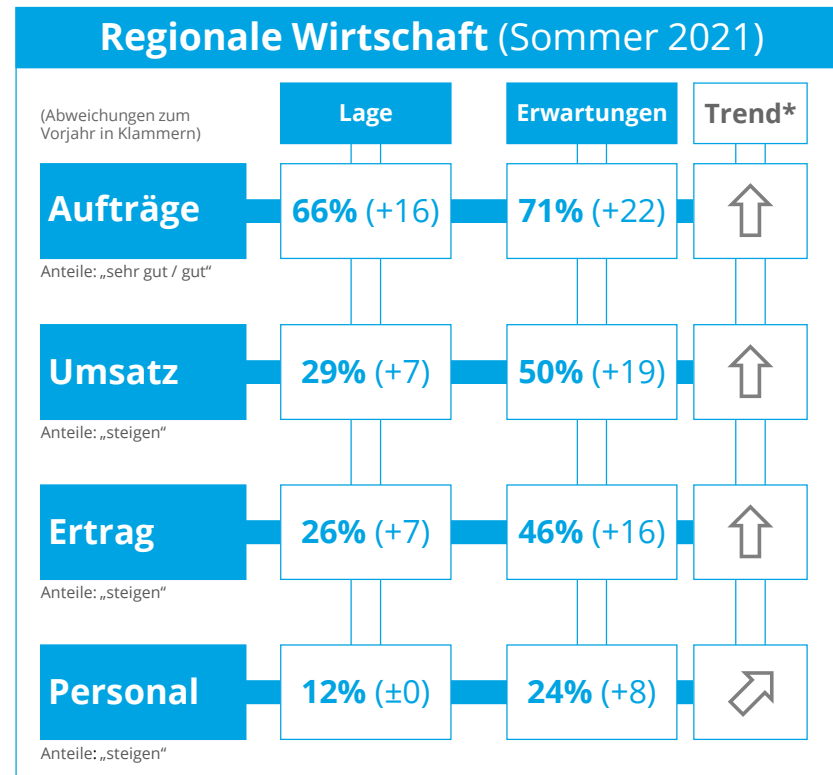 Regionale Wirtschaft (Sommer 2021)
(Abweichungen zum
Vorjahr in Klammern)
Lage
Erwartungen
Trend*
Aufträge
66% (+16)
71% (+22)
Anteile: „sehr gut / gut“
Umsatz
29% (+7)
50% (+19)
Anteile: „steigen“
Ertrag
26% (+7)
46% (+16)
Anteile: „steigen“
Personal
12% (±0)
24% (+8)
Anteile: „steigen“